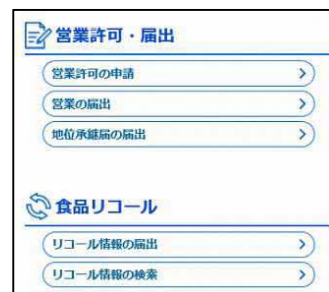 営業許可・届出
営業許可の申請
営業の届出
地位承継届の届出
食品リコール
リコール情報の届出
リコール情報の検索